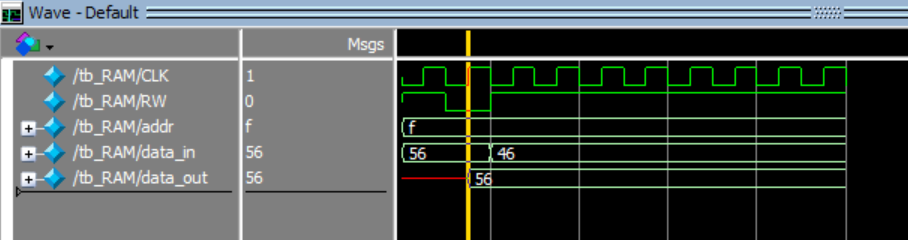 Wave - Default
Msgs
/tb_RAM/CLK 1
/tb_RAM/RW 0
/tb_RAM/addr f f
/tb_RAM/data_in 56 56 46
/tb_RAM/data_out 56 56